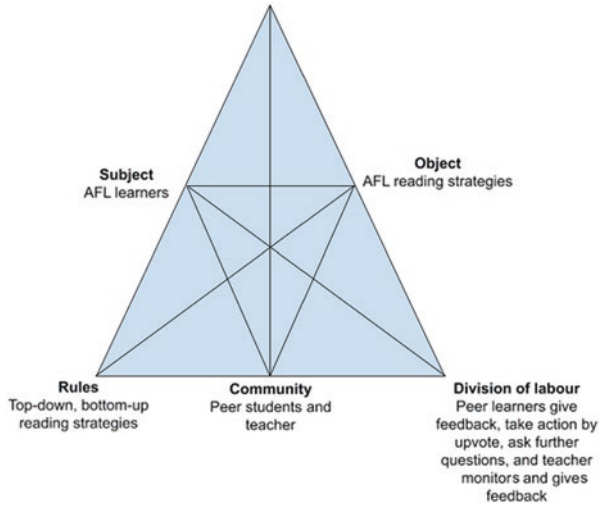 Subject
AFL learners
Object
AFL reading strategies
Rules
Top-down, bottom-up
reading strategies
Community
Peer students and
teacher
Division of labour
Peer learners give
feedback, take action by
upvote, ask further
questions, and teacher
monitors and gives
feedback